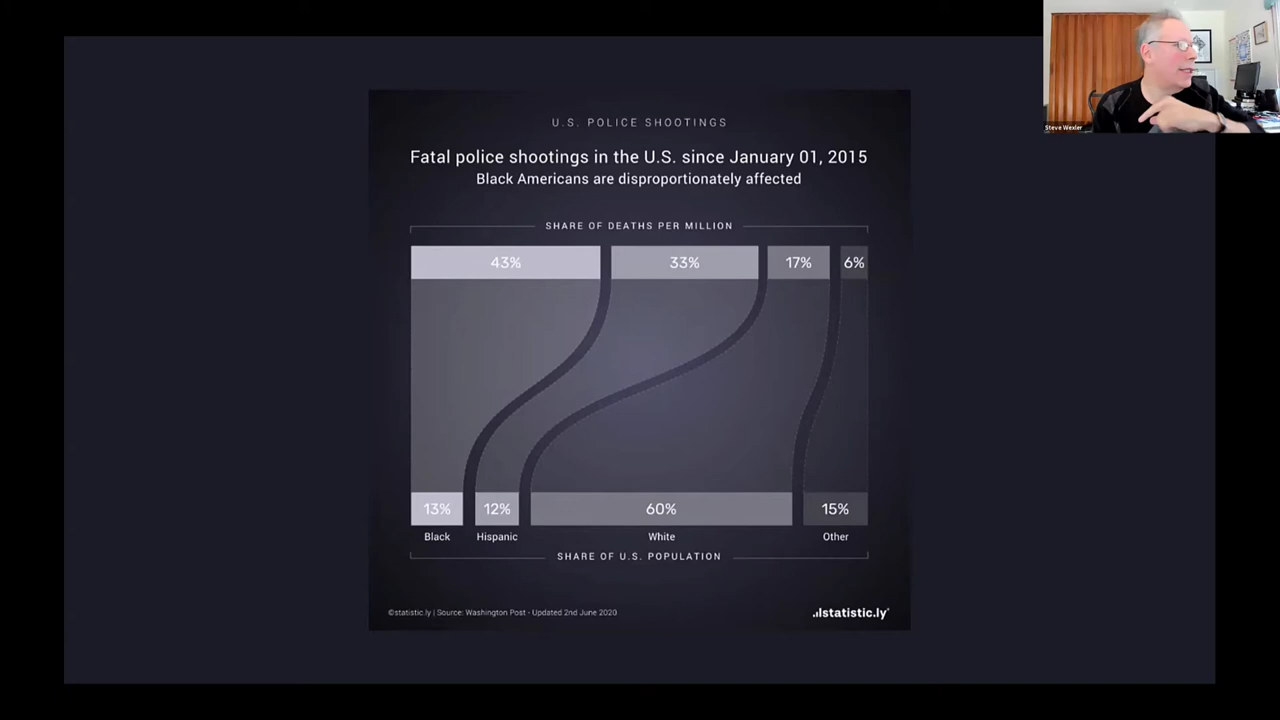 Steve Wexler
U.S. POLICE SHOOTINGS
Fatal police shootings in the U.S. since January 01, 2015
Black Americans are disproportionately affected
SHARE OF DEATHS PER MILLION
43% 33% 17% 6%
13% 12% 60% 15%
Black Hispanic White Other
SHARE OF U.S. POPULATION
©statistic.ly | Source: Washington Post - Updated 2nd June 2020
statistic.ly